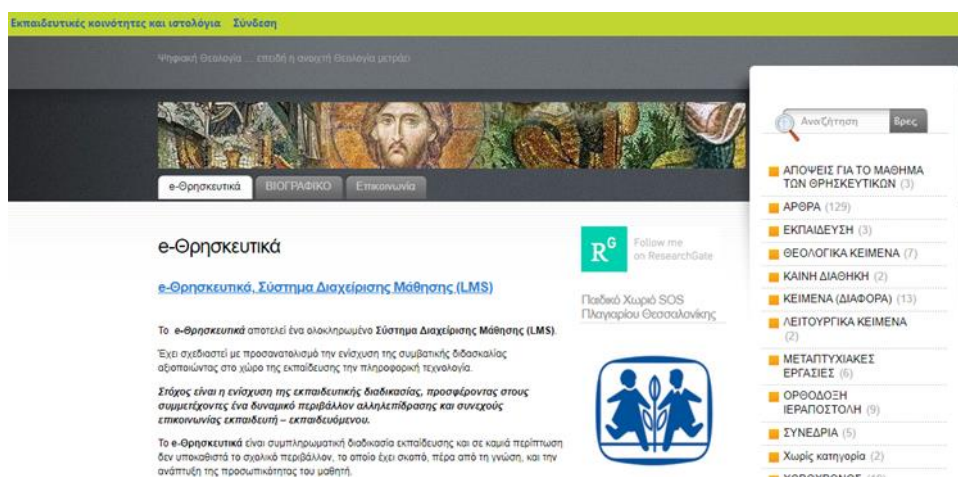 Εκπαιδευτικές κοινότητες και ιστολόγια Σύνδεση
Ψηφιακή Θεολογία ... επειδή η ανοιχτή Θεολογία μετράει
e-Θρησκευτικά ΒΙΟΓΡΑΦΙΚΟ Επικοινωνία
e-Θρησκευτικά
e-Θρησκευτικά, Σύστημα Διαχείρισης Μάθησης (LMS)
Το e-Θρησκευτικά αποτελεί ένα ολοκληρωμένο Σύστημα Διαχείρισης Μάθησης (LMS).
Έχει σχεδιαστεί με προσανατολισμό την ενίσχυση της συμβατικής διδασκαλίας
αξιοποιώντας στο χώρο της εκπαίδευσης την πληροφορική τεχνολογία.
Στόχος είναι η ενίσχυση της εκπαιδευτικής διαδικασίας, προσφέροντας στους
συμμετέχοντες ένα δυναμικό περιβάλλον αλληλεπίδρασης και συνεχούς
επικοινωνίας εκπαιδευτή – εκπαιδευόμενου.
Το e-Θρησκευτικά είναι συμπληρωματική διαδικασία εκπαίδευσης και σε καμιά περίπτωση
δεν υποκαθιστά το σχολικό περιβάλλον, το οποίο έχει σκοπό, πέρα από τη γνώση, και την
ανάπτυξη της προσωπικότητας του μαθητή.
RG
Follow me
on ResearchGate
Παιδικό Χωριό SOS
Πλαγιαρίου Θεσσαλονίκης
Αναζήτηση Βρες
ΑΠΟΨΕΙΣ ΓΙΑ ΤΟ ΜΑΘΗΜΑ
ΤΩΝ ΘΡΗΣΚΕΥΤΙΚΩΝ (3)
ΑΡΘΡΑ (129)
ΕΚΠΑΙΔΕΥΣΗ (3)
ΘΕΟΛΟΓΙΚΑ ΚΕΙΜΕΝΑ (7)
ΚΑΙΝΗ ΔΙΑΘΗΚΗ (2)
ΚΕΙΜΕΝΑ (ΔΙΑΦΟΡΑ) (13)
ΛΕΙΤΟΥΡΓΙΚΑ ΚΕΙΜΕΝΑ
(2)
ΜΕΤΑΠΤΥΧΙΑΚΕΣ
ΕΡΓΑΣΙΕΣ (6)
ΟΡΘΟΔΟΞΗ
ΙΕΡΑΠΟΣΤΟΛΗ (9)
ΣΥΝΕΔΡΙΑ (5)
Χωρίς κατηγορία (2)